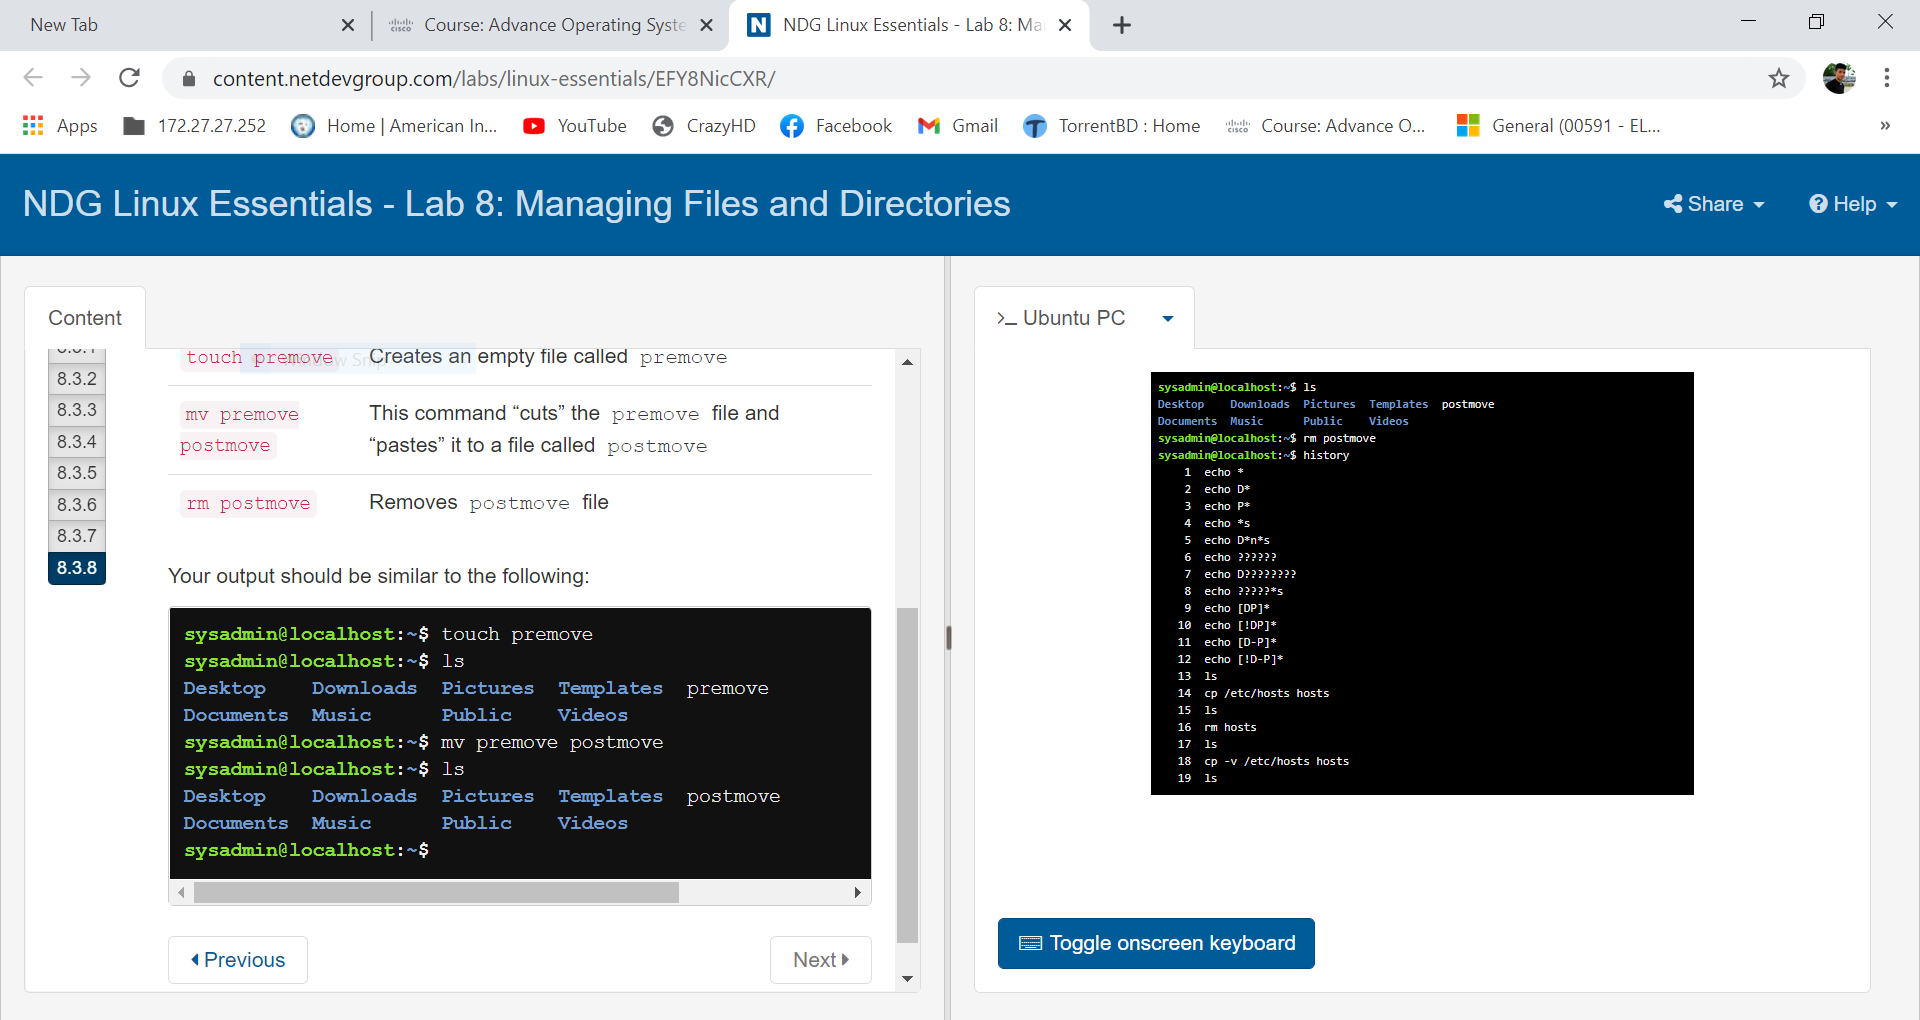 New Tab
Course: Advance Operating Syste
NDG Linux Essentials - Lab 8: Ma
content.netdevgroup.com/labs/linux-essentials/EFY8NicCXR/
Apps
172.27.27.252
Home | American In...
YouTube
CrazyHD
Facebook
Gmail
TorrentBD : Home
Course: Advance O...
General (00591 - EL...
»
NDG Linux Essentials - Lab 8: Managing Files and Directories
Share
Help
Content
8.3.2
8.3.3
8.3.4
8.3.5
8.3.6
8.3.7
8.3.8
touch premove Creates an empty file called premove
mv premove This command “cuts” the premove file and
postmove “pastes” it to a file called postmove
rm postmove Removes postmove file
Your output should be similar to the following:
sysadmin@localhost:~$ touch premove
sysadmin@localhost:~$ ls
Desktop Downloads Pictures Templates premove
Documents Music Public Videos
sysadmin@localhost:~$ mv premove postmove
sysadmin@localhost:~$ ls
Desktop Downloads Pictures Templates postmove
Documents Music Public Videos
sysadmin@localhost:~$
Previous
Next
>_ Ubuntu PC
sysadmin@localhost:~$ ls
Desktop Downloads Pictures Templates postmove
Documents Music Public Videos
sysadmin@localhost:~$ rm postmove
sysadmin@localhost:~$ history
1 echo *
2 echo D*
3 echo P*
4 echo *s
5 echo D*n*s
6 echo ??????
7 echo D????????
8 echo ?????*s
9 echo [DP]*
10 echo [!DP]*
11 echo [D-P]*
12 echo [!D-P]*
13 ls
14 cp /etc/hosts hosts
15 ls
16 rm hosts
17 ls
18 cp -v /etc/hosts hosts
19 ls
Toggle onscreen keyboard